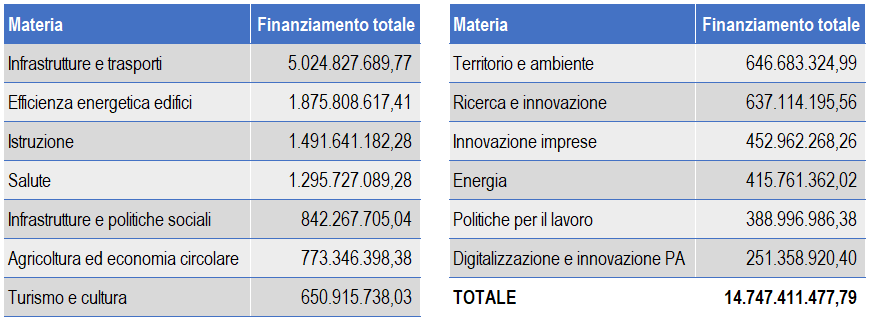 Materia Finanziamento totale
Infrastrutture e trasporti 5.024.827.689,77
Efficienza energetica edifici 1.875.808.617,41
Istruzione 1.491.641.182,28
Salute 1.295.727.089,28
Infrastrutture e politiche sociali 842.267.705,04
Agricoltura ed economia circolare 773.346.398,38
Turismo e cultura 650.915.738,03
Materia Finanziamento totale
Territorio e ambiente 646.683.324,99
Ricerca e innovazione 637.114.195,56
Innovazione imprese 452.962.268,26
Energia 415.761.362,02
Politiche per il lavoro 388.996.986,38
Digitalizzazione e innovazione PA 251.358.920,40
TOTALE 14.747.411.477,79